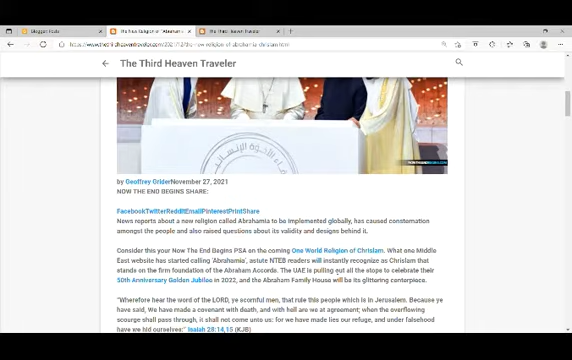 Blogger: Posts
The New Religion of 'Abrahami
The Third Heaven Traveler
The Third Heaven Traveler
by Geoffrey GriderNovember 27, 2021
NOW THE END BEGINS SHARE:
FacebookTwitterRedditEmailPinterestPrintShare
News reports about a new religion called Abrahamia to be implemented globally, has caused consternation
amongst the people and also raised questions about its validity and designs behind it.
Consider this your Now The End Begins PSA on the coming One World Religion of Chrislam. What one Middle
East website has started calling 'Abrahamia', astute NTEB readers will instantly recognize as Chrislam that
stands on the firm foundation of the Abraham Accords. The UAE is pulling out all the stops to celebrate their
50th Anniversary Golden Jubilee in 2022, and the Abraham Family House will be its glittering centerpiece.
"Wherefore hear the word of the LORD, ye scornful men, that rule this people which is in Jerusalem. Because ye
have said, We have made a covenant with death, and with hell are we at agreement; when the overflowing
scourge shall pass through, it shall not come unto us: for we have made lies our refuge, and under falsehood
have we hid ourselves:" Isaiah 28:14,15 (KJB)